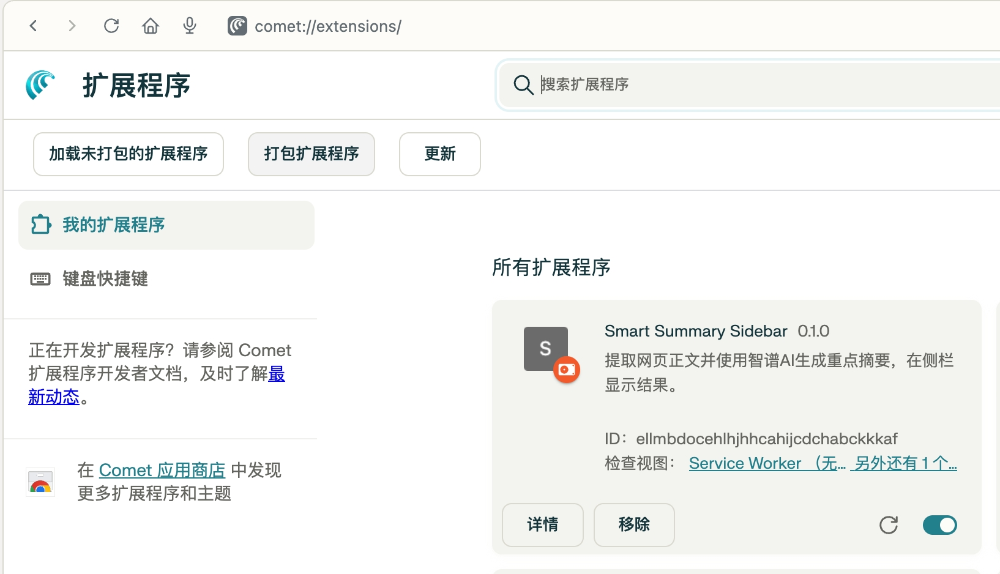 comet://extensions/
扩展程序
搜索扩展程序
加载未打包的扩展程序
打包扩展程序
更新
我的扩展程序
键盘快捷键
正在开发扩展程序？请参阅 Comet
扩展程序开发者文档，及时了解最
新动态。
在 Comet 应用商店 中发现
更多扩展程序和主题
所有扩展程序
S
Smart Summary Sidebar 0.1.0
提取网页正文并使用智谱AI生成重点摘要，在侧栏
显示结果。
ID：ellmbdocehlhjhhcahijcdchabckkkaf
检查视图： Service Worker （无… 另外还有 1 个…
详情
移除